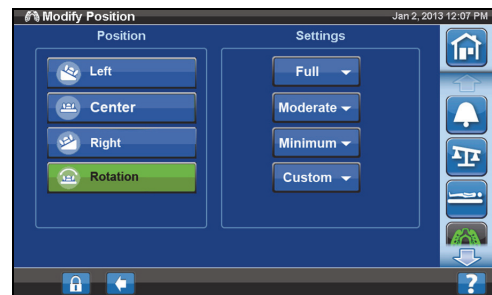 Modify Position
Jan 2, 2013 12:07 PM
Position
Settings
Left
Full
Center
Moderate
Right
Minimum
Rotation
Custom
?